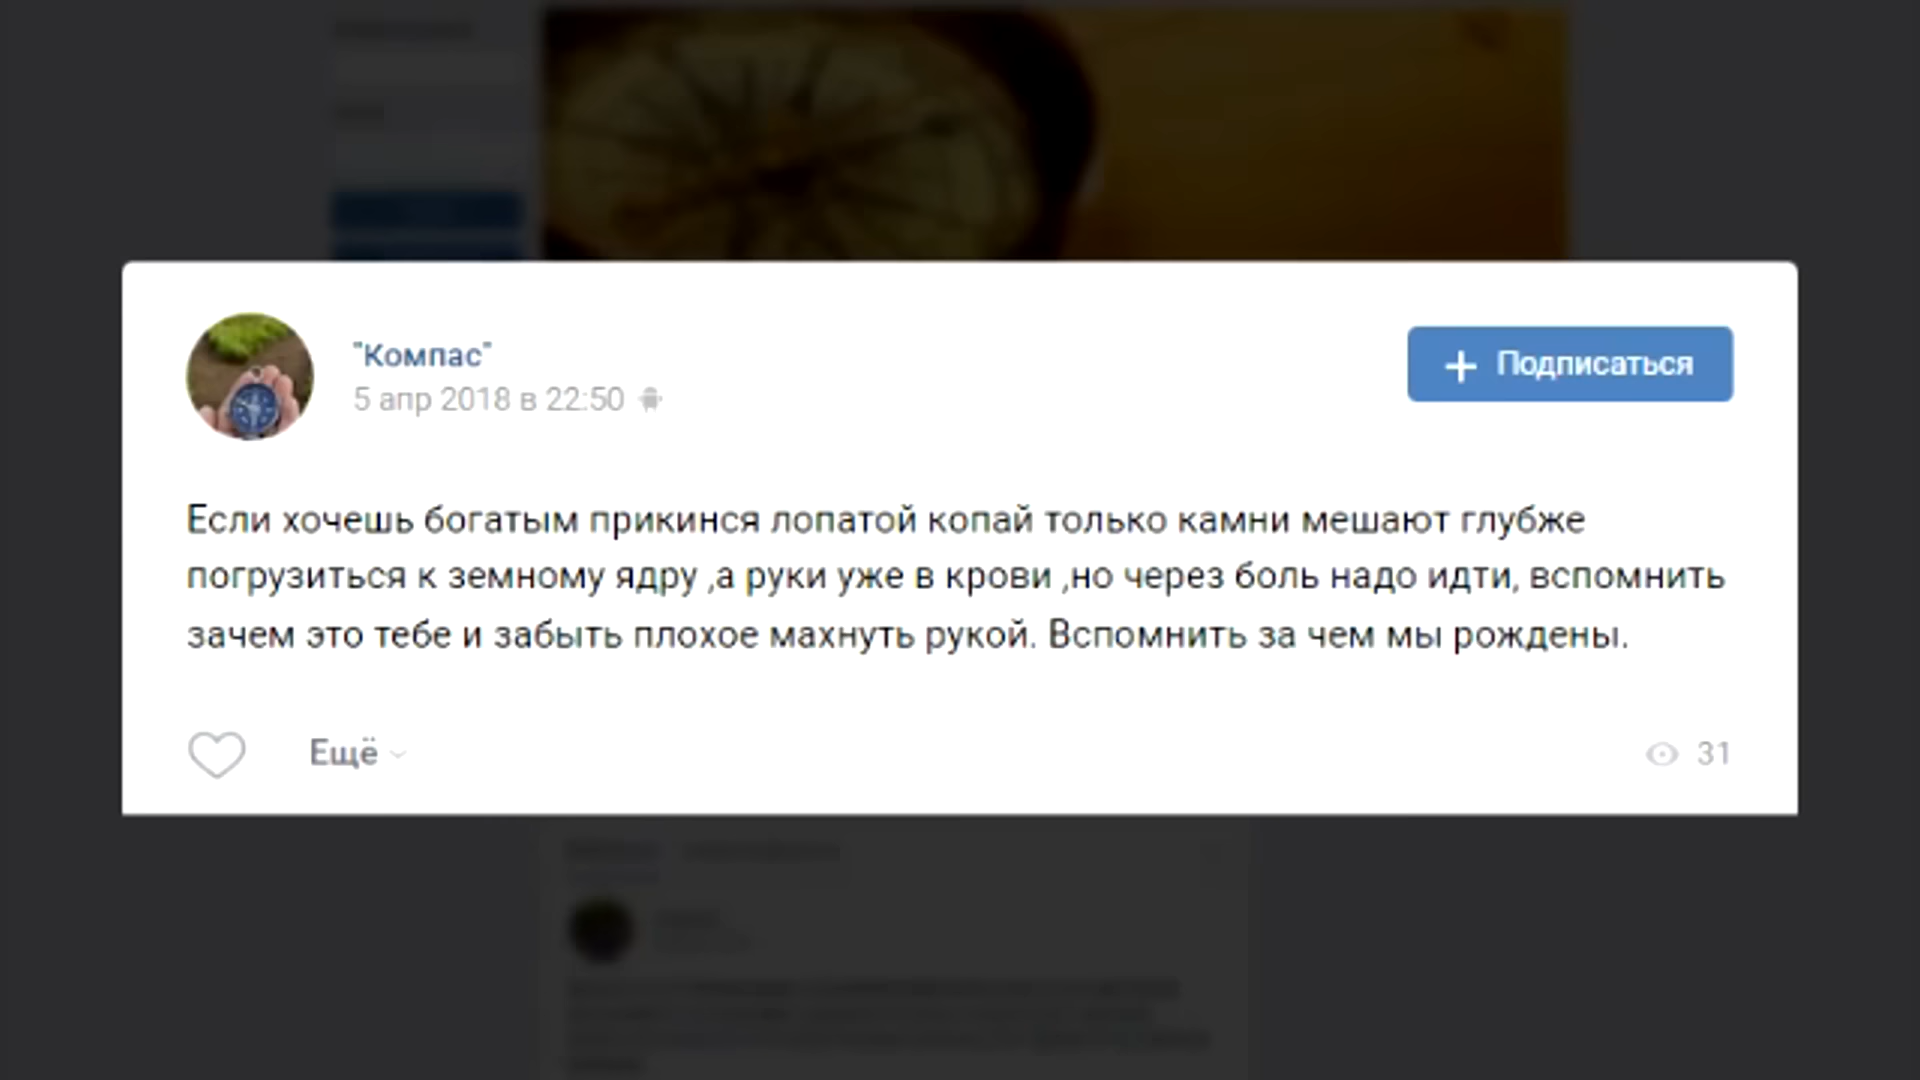 "Компас"
5 апр 2018 в 22:50
Подписаться
Если хочешь богатым прикинся лопатой копай только камни мешают глубже
погрузиться к земному ядру ,а руки уже в крови ,но через боль надо идти, вспомнить
зачем это тебе и забыть плохое махнуть рукой. Вспомнить за чем мы рождены.
Ещё
31